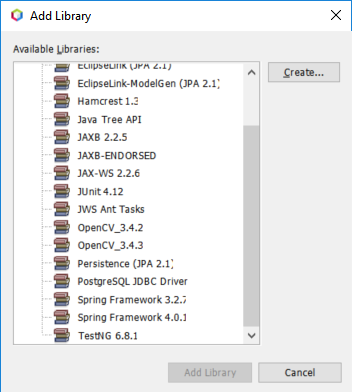 Add Library
Available Libraries:
EclipseLink (JPA 2.1)
EclipseLink-ModelGen (JPA 2.1)
Hamcrest 1.3
Java Tree API
JAXB 2.2.5
JAXB-ENDORSED
JAX-WS 2.2.6
JUnit 4.12
JWS Ant Tasks
OpenCV_3.4.2
OpenCV_3.4.3
Persistence (JPA 2.1)
PostgreSQL JDBC Driver
Spring Framework 3.2.7
Spring Framework 4.0.1
TestNG 6.8.1
Create...
Add Library
Cancel